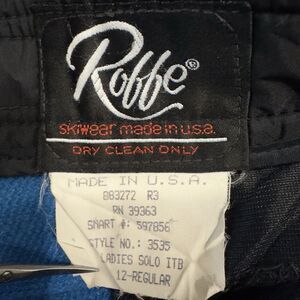 Roffe®
skiwear made in u.s.a.
DRY CLEAN ONLY
MADE IN U.S.A.
883272 R3
RN 39363
SMART #: 597856
STYLE NO.: 3535
LADIES SOLO ITB
12-REGULAR